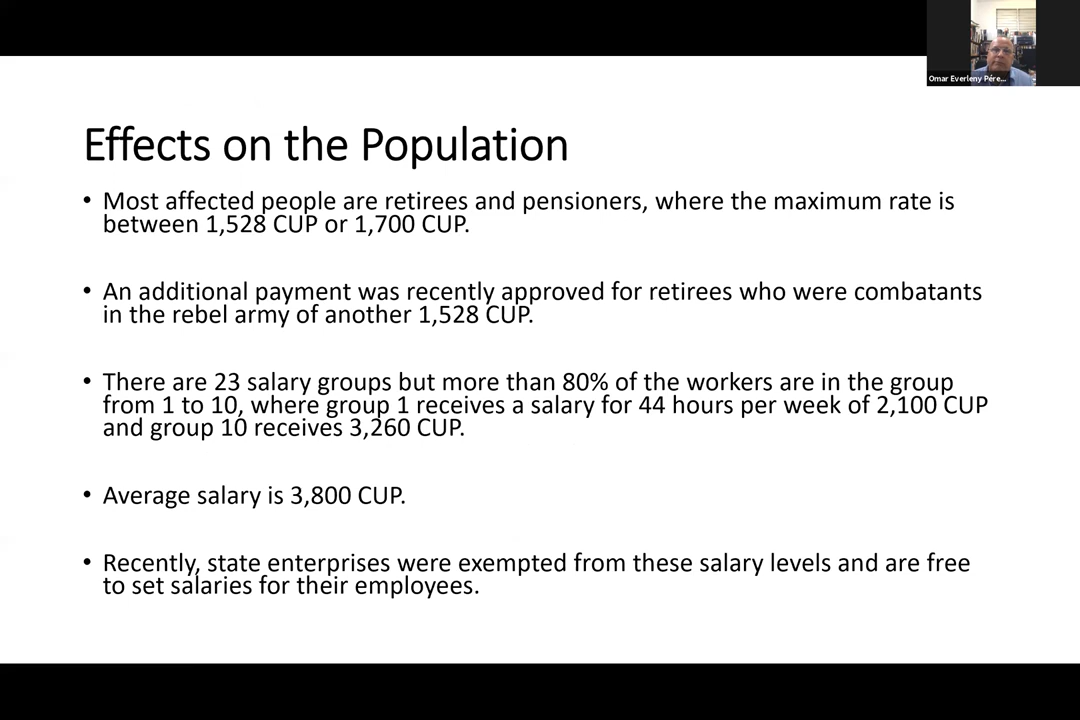 Omar Everleny Pére...
Effects on the Population
• Most affected people are retirees and pensioners, where the maximum rate is
between 1,528 CUP or 1,700 CUP.
• An additional payment was recently approved for retirees who were combatants
in the rebel army of another 1,528 CUP.
• There are 23 salary groups but more than 80% of the workers are in the group
from 1 to 10, where group 1 receives a salary for 44 hours per week of 2,100 CUP
and group 10 receives 3,260 CUP.
• Average salary is 3,800 CUP.
• Recently, state enterprises were exempted from these salary levels and are free
to set salaries for their employees.